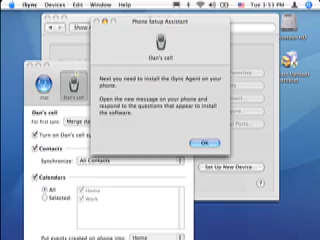 iSync Devices Edit Window Help
Tue 3:53 PM
Phone Setup Assistant
Show A
Dan's cell
Next you need to install the iSync Agent on your
phone.
Open the new message on your phone and
respond to the questions that appear to install
the software.
OK
.mac
Dan's cell
Dan's cell
For first sync: Merge da
Turn on Dan's cell sy
Contacts
Synchronize: All Contacts
Calendars
All
Selected:
Home
Work
Put events created on phone into: Home
Set Up New Device...
?